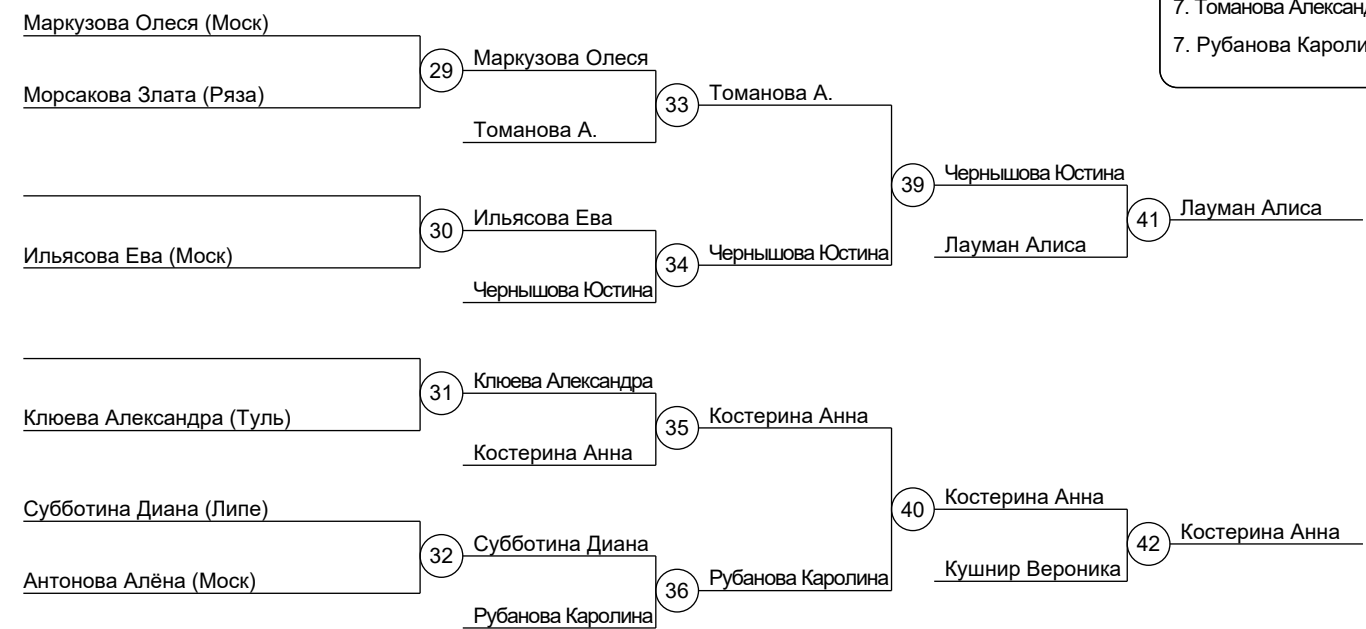 7. Томанова
7. Рубанова
Маркузова Олеся (Моск)
29
Маркузова Олеся
Морсакова Злата (Ряза)
33
Томанова А.
Томанова А.
39
Чернышова Юстина
Ильясова Ева (Моск)
30
Ильясова Ева
34
Чернышова Юстина
Чернышова Юстина
Лауман Алиса
41
Лауман Алиса
Клюева Александра (Туль)
31
Клюева Александра
35
Костерина Анна
Костерина Анна
40
Костерина Анна
Субботина Диана (Липе)
32
Субботина Диана
Антонова Алёна (Моск)
36
Рубанова Каролина
Рубанова Каролина
Кушнир Вероника
42
Костерина Анна